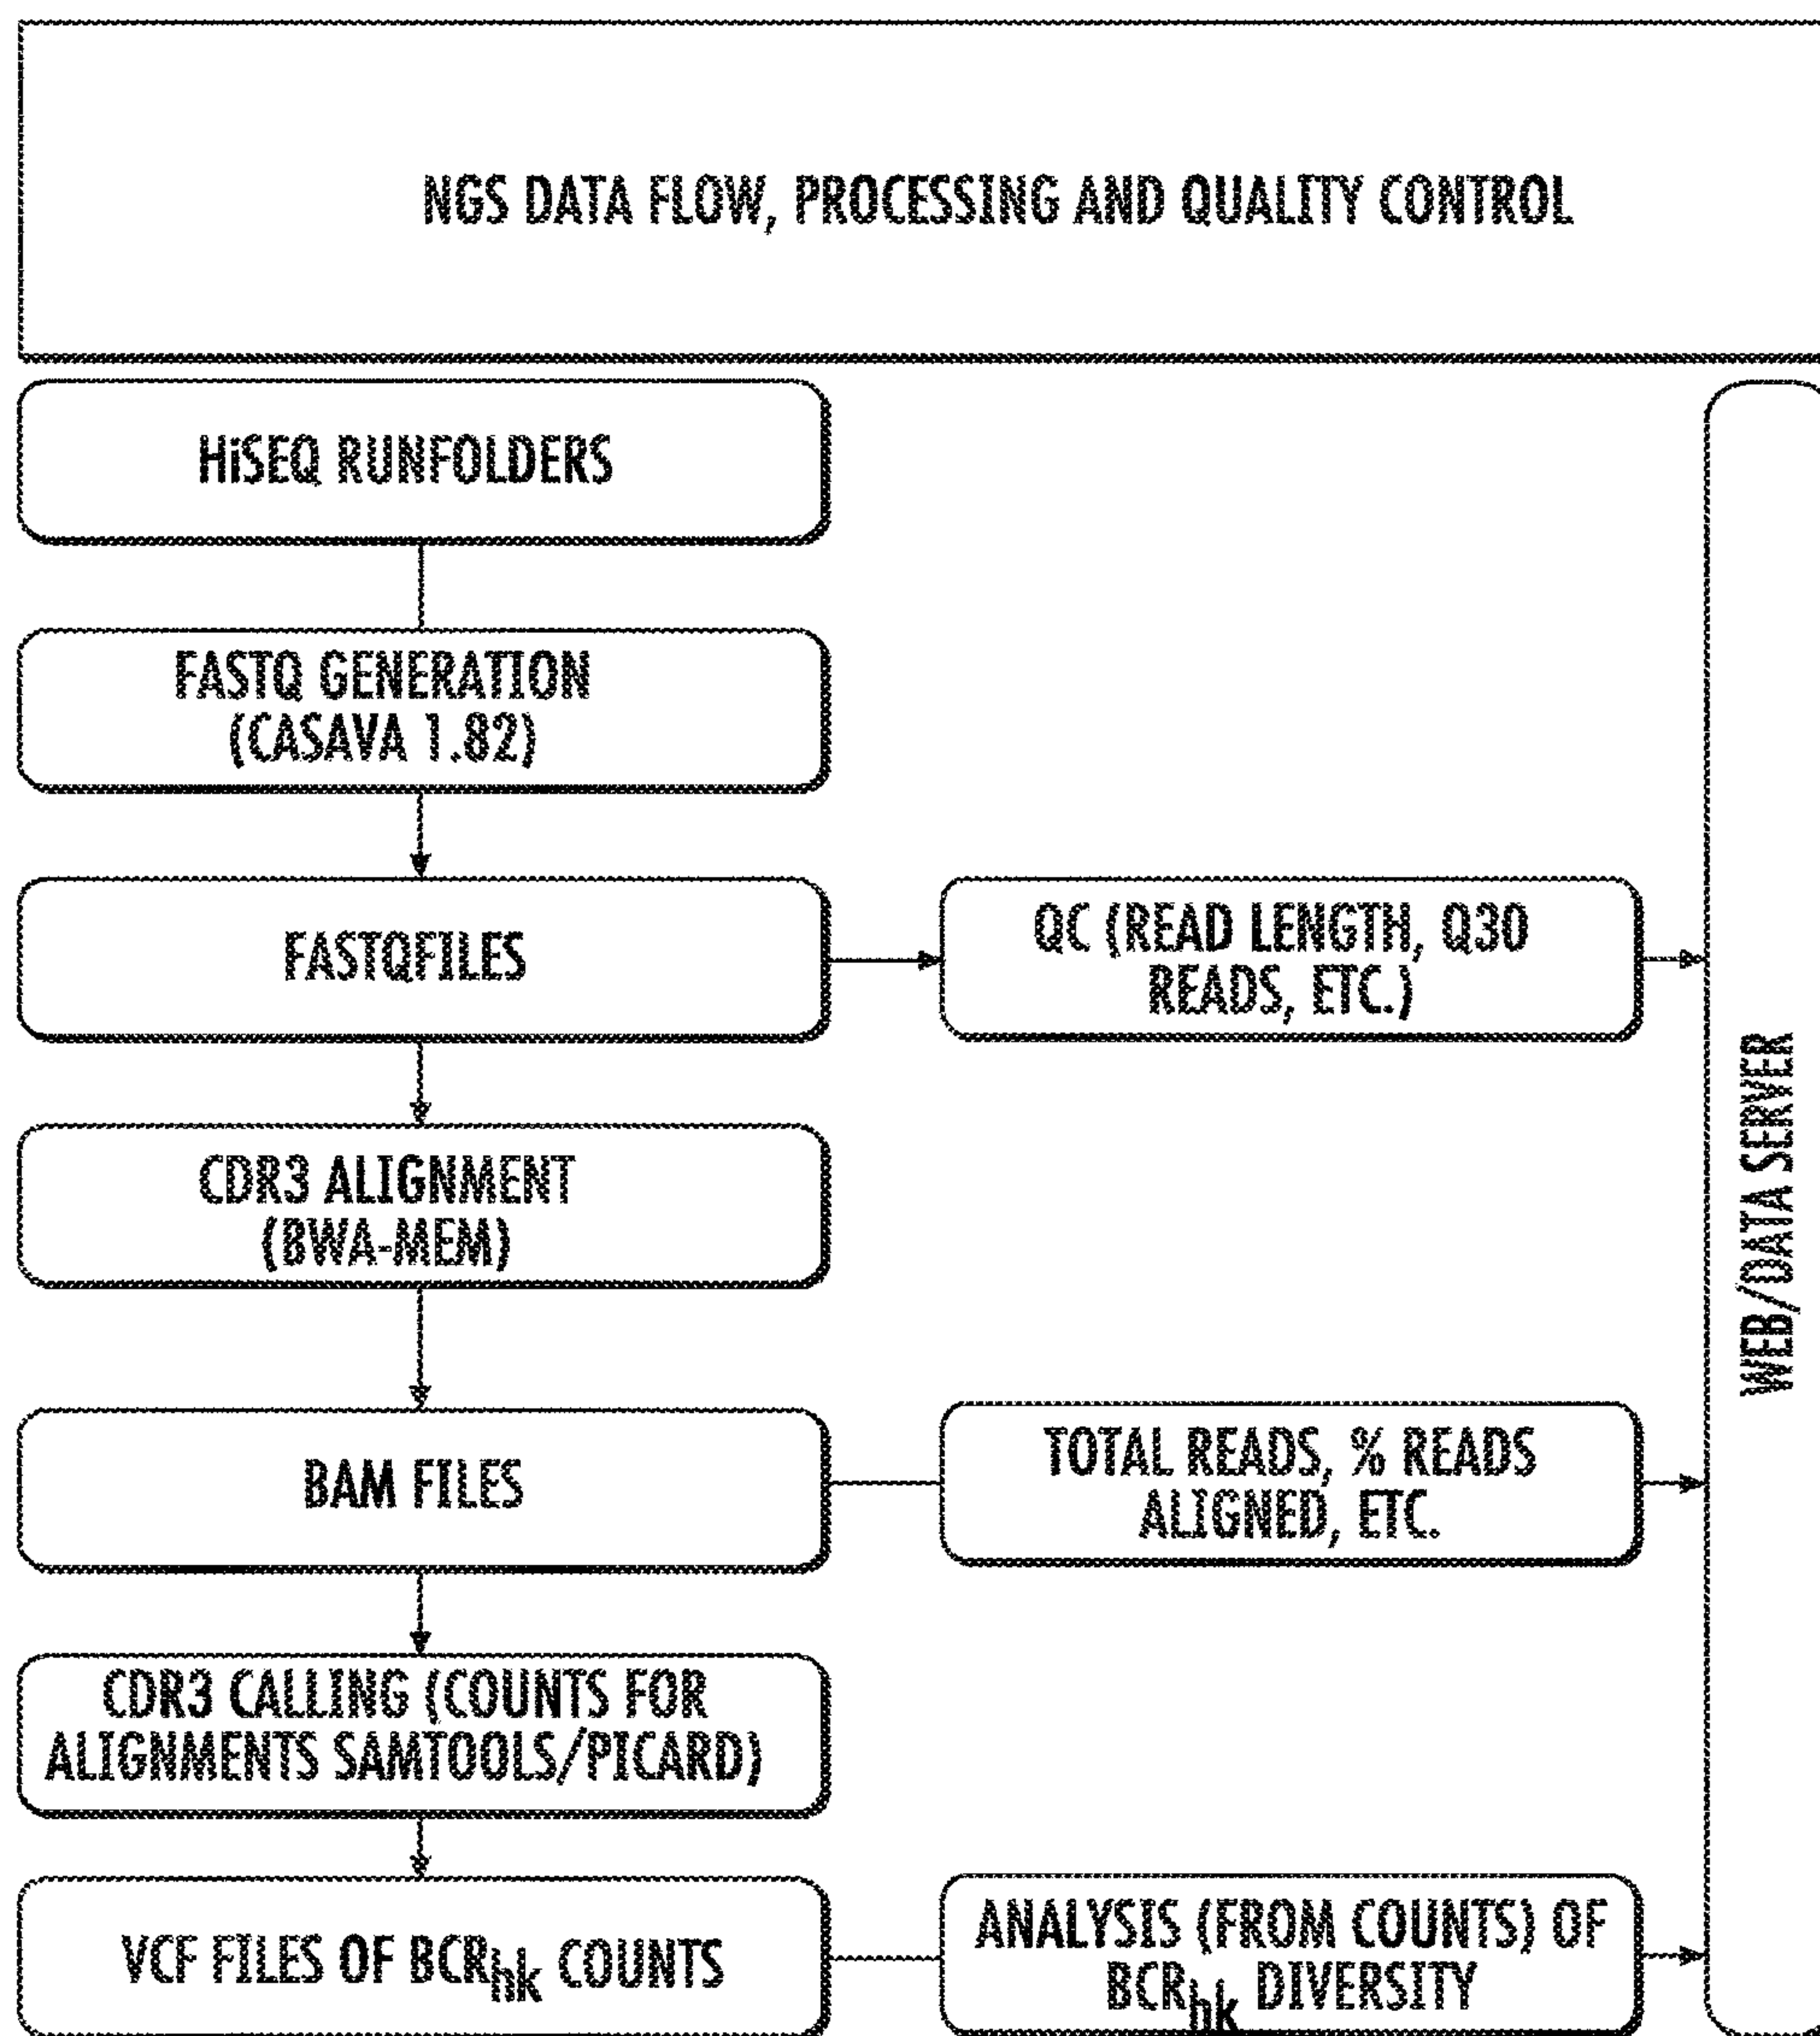 NGS DATA FLOW, PROCESSING AND QUALITY CONTROL
HiSEQ RUNFOLDERS
FASTQ GENERATION
(CASAVA 1.82)
FASTQFILES
QC (READ LENGTH, Q30
READS, ETC.)
CDR3 ALIGNMENT
(BWA-MEM)
BAM FILES
TOTAL READS, % READS
ALIGNED, ETC.
CDR3 CALLING (COUNTS FOR
ALIGNMENTS SAMTOOLS/PICARD)
VCF FILES OF BCRhk COUNTS
ANALYSIS (FROM COUNTS) OF
BCRhk DIVERSITY
WEB/DATA SERVER